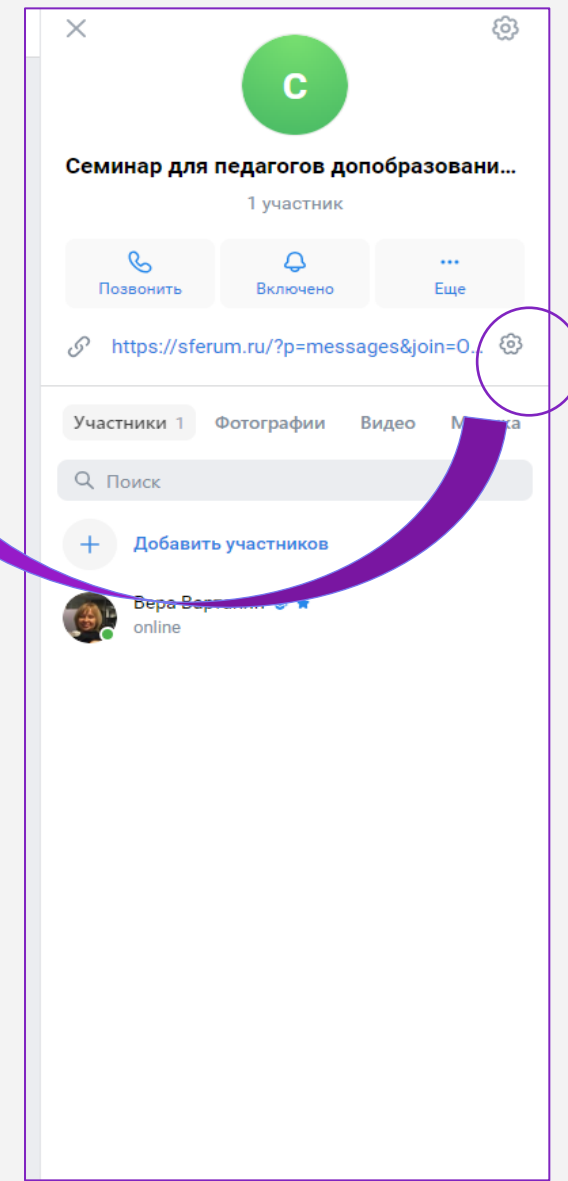 С
Семинар для педагогов допобразовани...
1 участник
Позвонить
Включено
Еще
https://sferum.ru/?p=messages&join=O...
Участники 1 Фотографии Видео
Поиск
Добавить участников
Вера
online